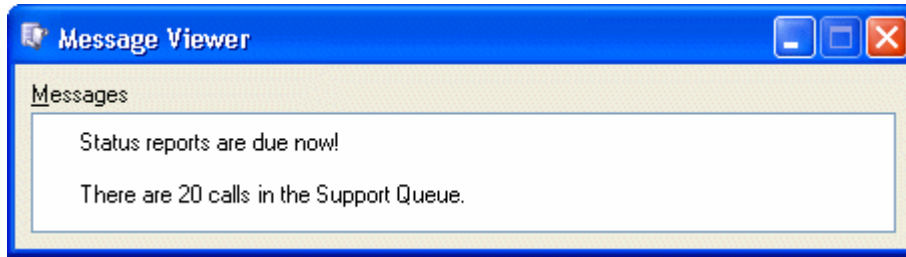 Message Viewer
Messages
Status reports are due now!
There are 20 calls in the Support Queue.